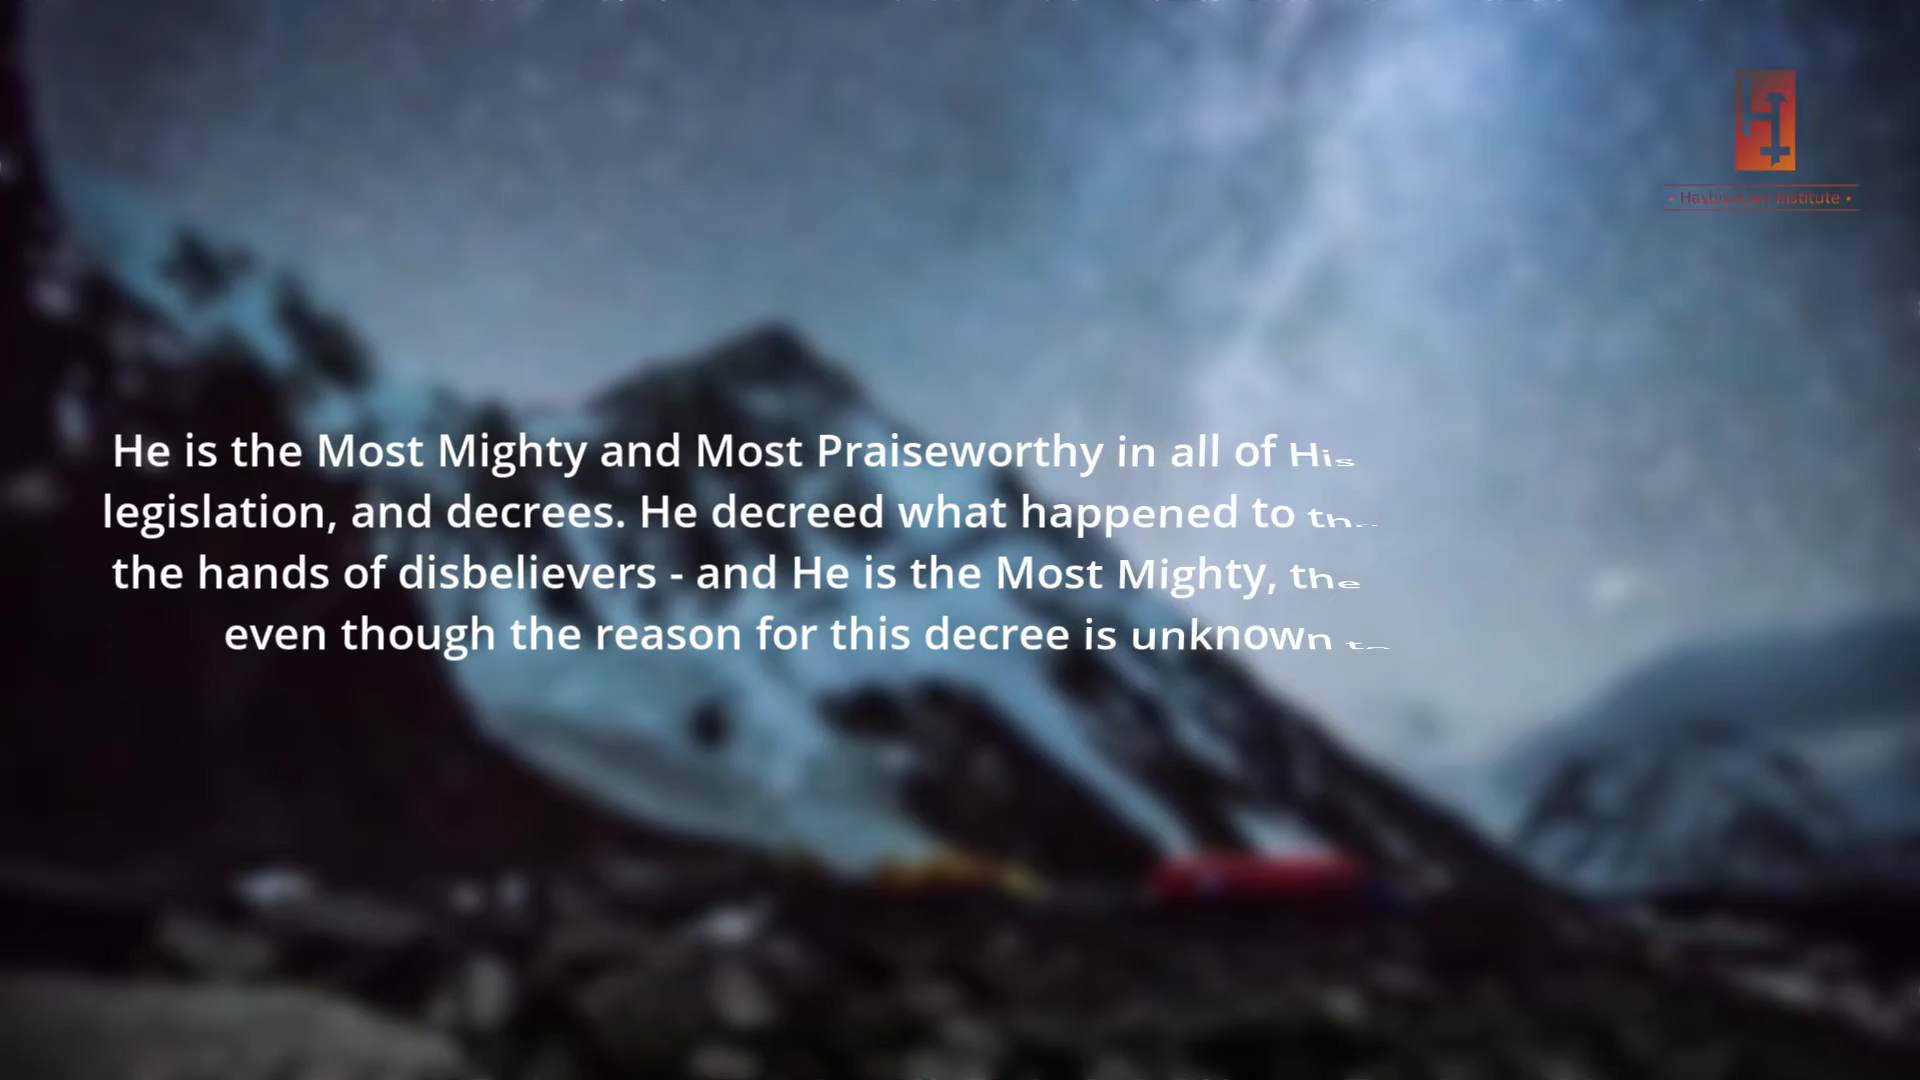 He is the Most Mighty and Most Praiseworthy in all of His
legislation, and decrees. He decreed what happened to
the hands of disbelievers - and He is the Most Mighty, the
even though the reason for this decree is unknown
Institute